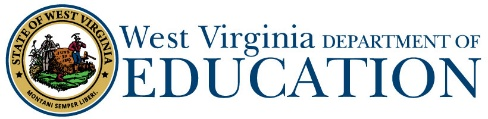 STATE OF WEST VIRGINIA
MONTANI SEMPER LIBERI.
West Virginia DEPARTMENT OF
EDUCATION